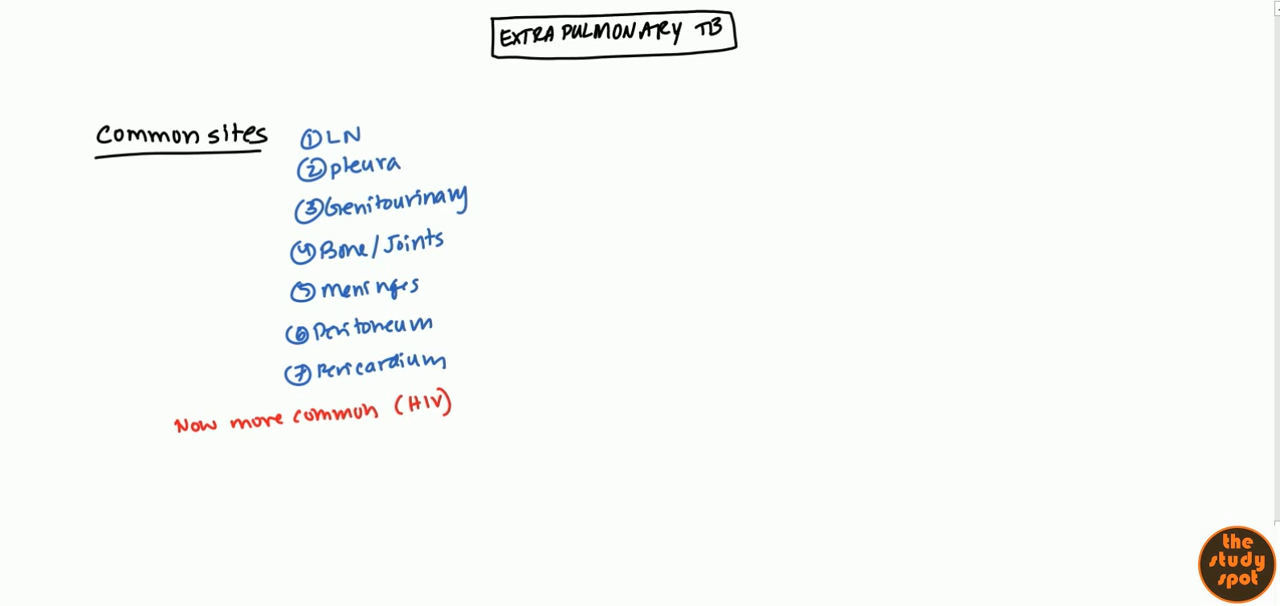 EXTRA PULMONARY TB
Common sites
① LN
② pleura
③ Genitourinary
④ Bone/Joints
⑤ meninges
⑥ Peritoneum
⑦ Pericardium
Now more common (HIV)
the
study
spot